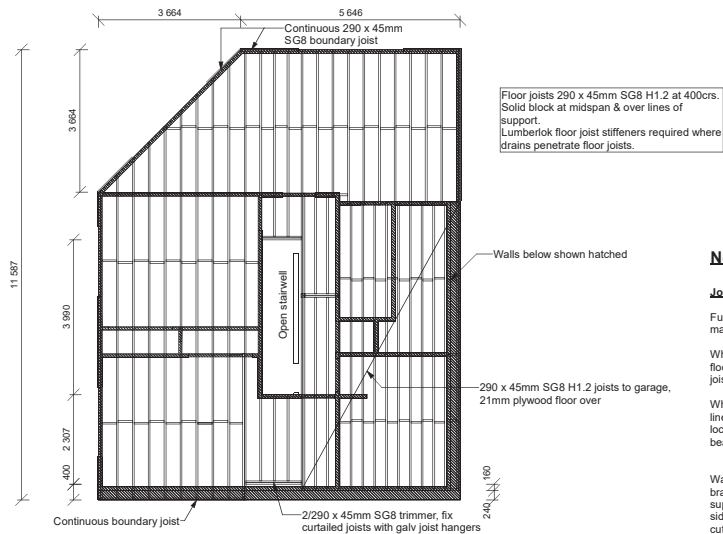 3 664
5 646
Continuous 290 x 45mm
SG8 boundary joist
Floor joists 290 x 45mm SG8 H1.2 at 400crs.
Solid block at midspan & over lines of
support.
Lumberlok floor joist stiffeners required where
drains penetrate floor joists.
3 664
11 587
3 990
2 307
400
Open stairwell
Walls below shown hatched
290 x 45mm SG8 H1.2 joists to garage,
21mm plywood floor over
160
240
Continuous boundary joist
2/290 x 45mm SG8 trimmer, fix
curtailed joists with galv joist hangers
N
Jo
Fu
ma
Wh
floo
jois
Wh
line
loc
bea
Wa
bra
sup
sid
cut